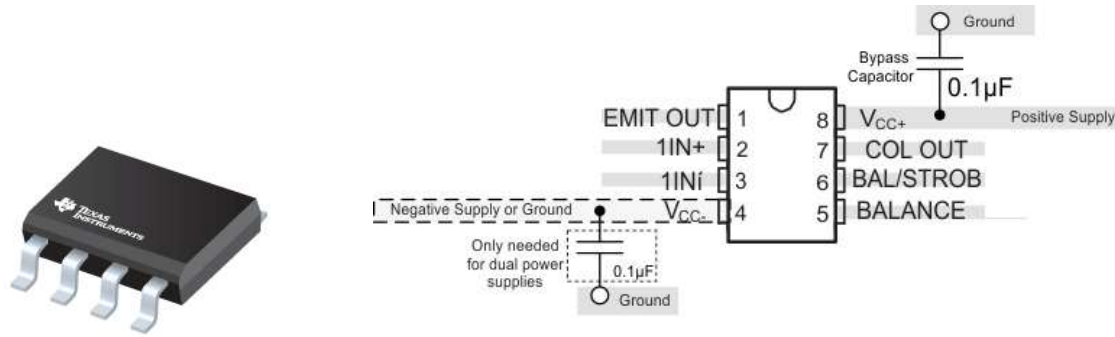 TEXAS
INSTRUMENTS
Ground
Bypass
Capacitor
0.1µF
EMIT OUT 1
1IN+ 2
1INí 3
Negative Supply or Ground
VCC- 4
8 VCC+
Positive Supply
7 COL OUT
6 BAL/STROB
5 BALANCE
Only needed
for dual power
supplies
0.1µF
Ground